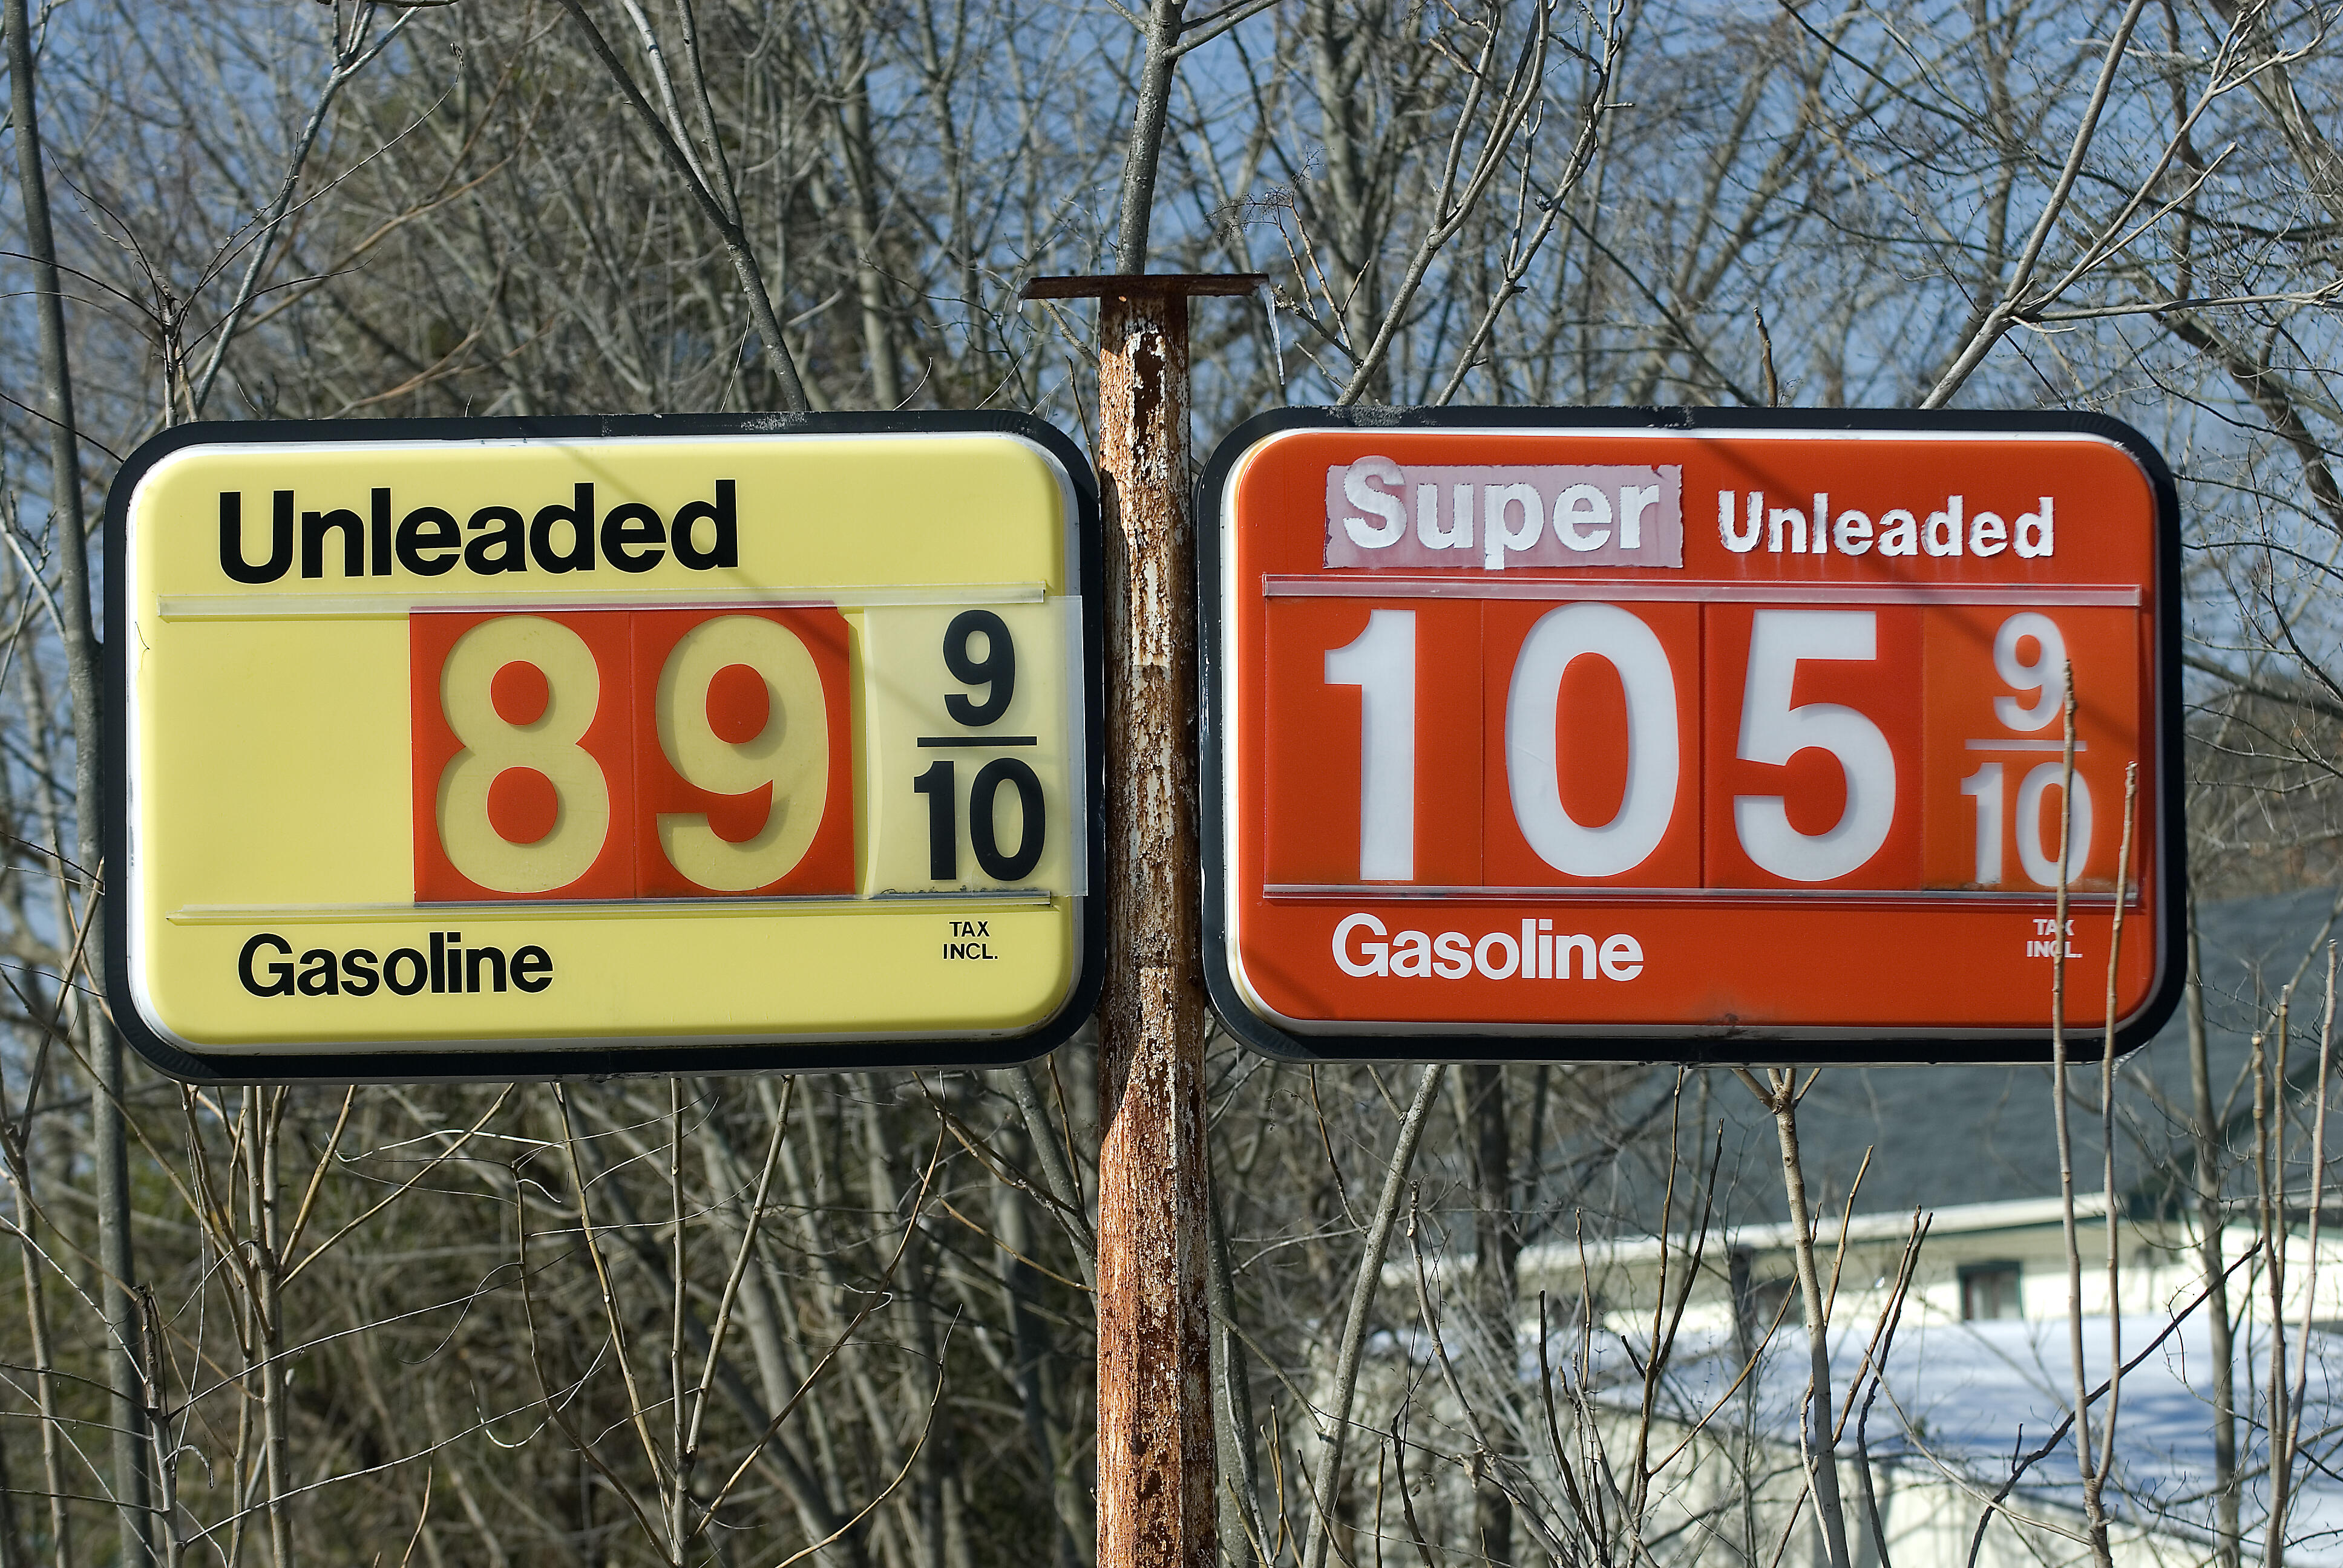 Unleaded
89 9/10
Gasoline
TAX
INCL.
Super Unleaded
105 9/10
Gasoline
TAX
INCL.